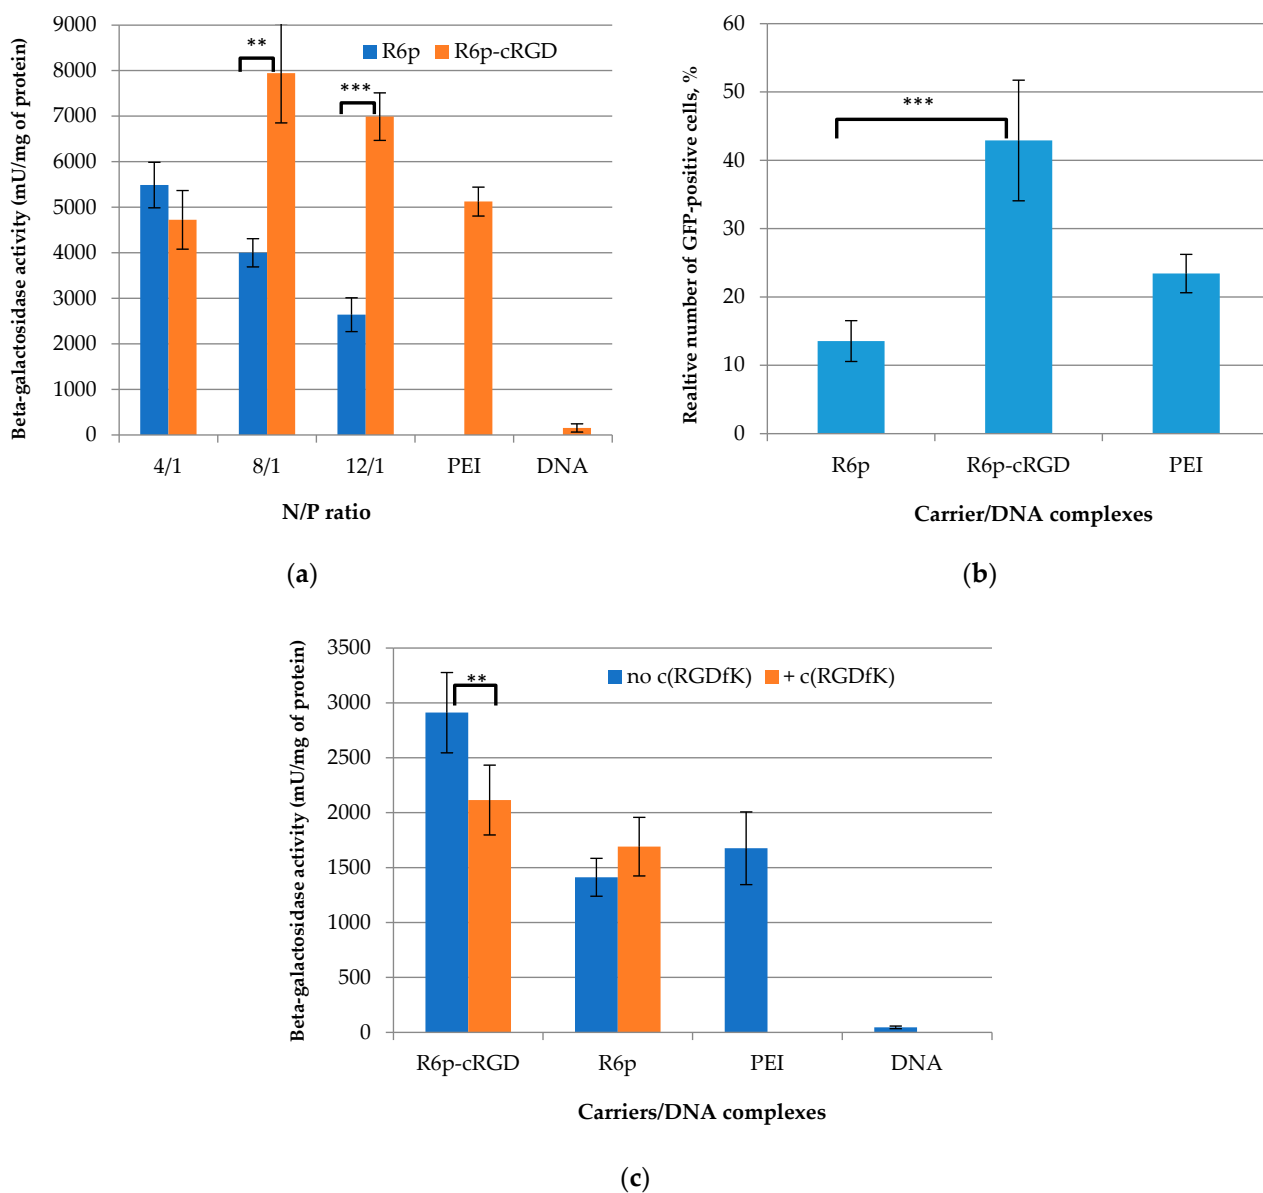 Beta-galactosidase activity (mU/mg of protein)
9000
8000
7000
6000
5000
4000
3000
2000
1000
0
R6p R6p-cRGD
**
***
4/1 8/1 12/1 PEI DNA
N/P ratio
(a)
Realtive number of GFP-positive cells, %
60
50
40
30
20
10
0
***
R6p R6p-cRGD PEI
Carrier/DNA complexes
(b)
Beta-galactosidase activity (mU/mg of protein)
3500
3000
2500
2000
1500
1000
500
0
no c(RGDfK) + c(RGDfK)
**
R6p-cRGD R6p PEI DNA
Carriers/DNA complexes
(c)